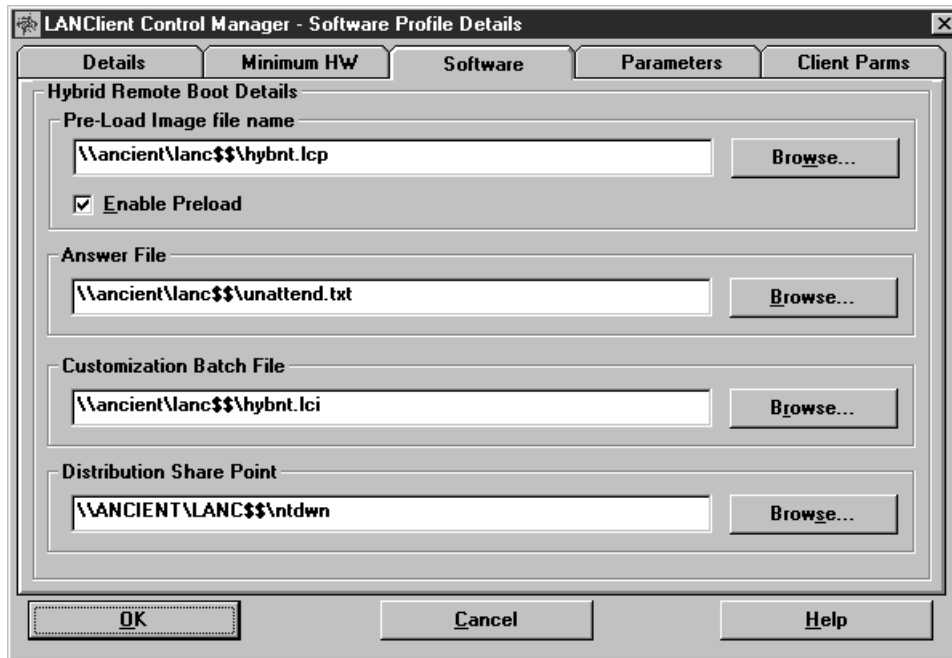 LANClient Control Manager - Software Profile Details
Details Minimum HW Software Parameters Client Parms
Hybrid Remote Boot Details
Pre-Load Image file name
\\ancient\lanc$$\hybnt.lcp Browse...
Enable Preload
Answer File
\\ancient\lanc$$\unattend.txt Browse...
Customization Batch File
\\ancient\lanc$$\hybnt.lci Browse...
Distribution Share Point
\\ANCIENT\LANC$$\ntdwn Browse...
OK Cancel Help